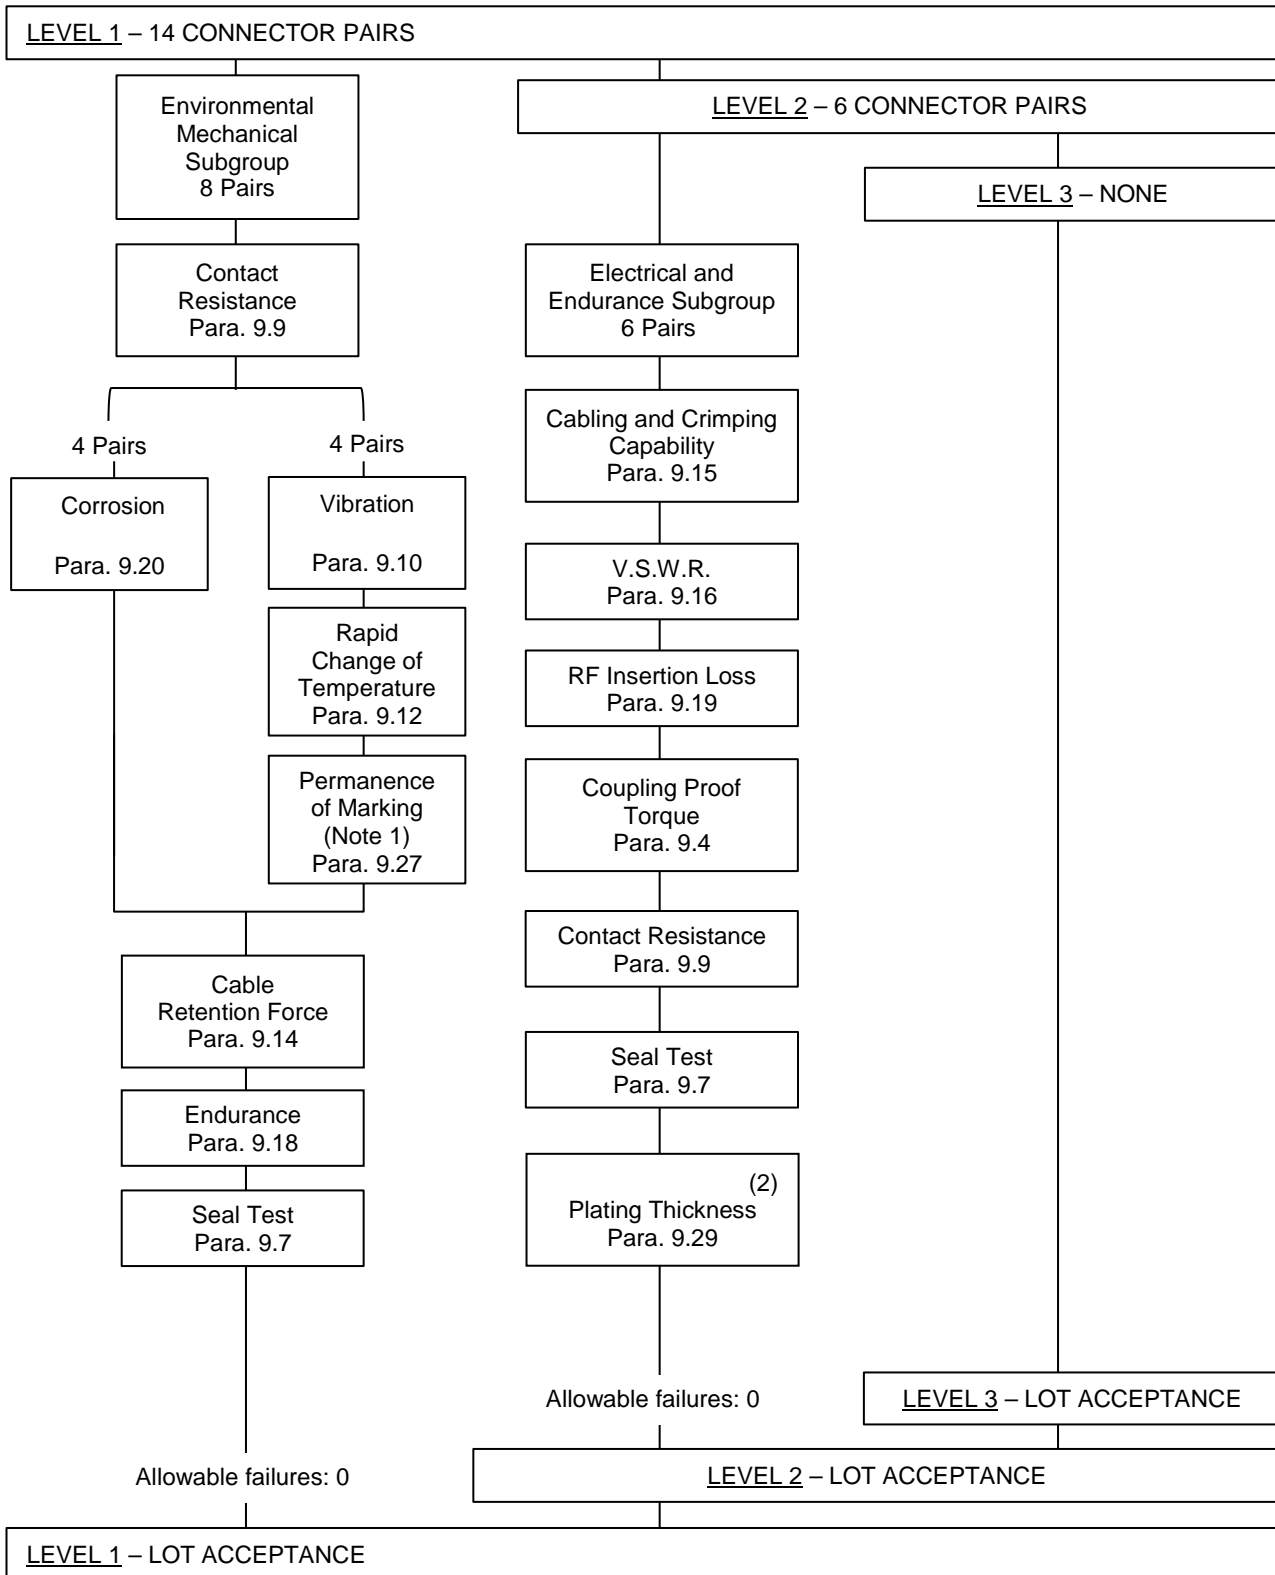 LEVEL 1 – 14 CONNECTOR PAIRS
Environmental
Mechanical
Subgroup
8 Pairs
LEVEL 2 – 6 CONNECTOR PAIRS
LEVEL 3 – NONE
Contact
Resistance
Para. 9.9
4 Pairs
4 Pairs
Corrosion
Para. 9.20
Vibration
Para. 9.10
Rapid
Change of
Temperature
Para. 9.12
Permanence
of Marking
(Note 1)
Para. 9.27
Cable
Retention Force
Para. 9.14
Endurance
Para. 9.18
Seal Test
Para. 9.7
Allowable failures: 0
Electrical and
Endurance Subgroup
6 Pairs
Cabling and Crimping
Capability
Para. 9.15
V.S.W.R.
Para. 9.16
RF Insertion Loss
Para. 9.19
Coupling Proof
Torque
Para. 9.4
Contact Resistance
Para. 9.9
Seal Test
Para. 9.7
(2)
Plating Thickness
Para. 9.29
Allowable failures: 0
LEVEL 3 – LOT ACCEPTANCE
LEVEL 2 – LOT ACCEPTANCE
LEVEL 1 – LOT ACCEPTANCE